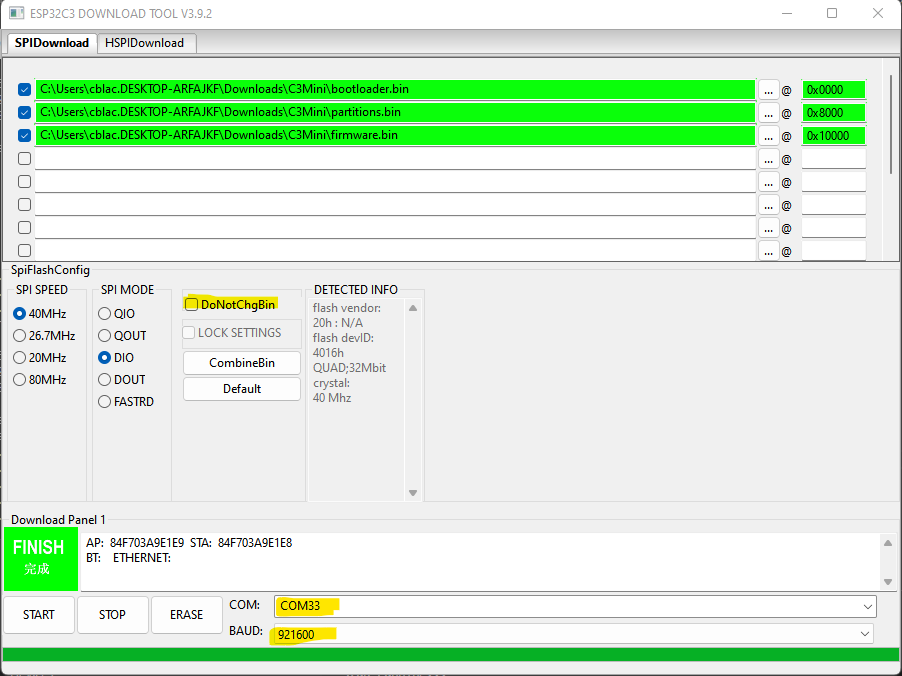 ESP32C3 DOWNLOAD TOOL V3.9.2
SPIDownload HSPIDownload
C:\Users\cblac.DESKTOP-ARFAJKF\Downloads\C3Mini\bootloader.bin ... @ 0x0000
C:\Users\cblac.DESKTOP-ARFAJKF\Downloads\C3Mini\partitions.bin ... @ 0x8000
C:\Users\cblac.DESKTOP-ARFAJKF\Downloads\C3Mini\firmware.bin ... @ 0x10000
... @
... @
... @
... @
... @
SpiFlashConfig
SPI SPEED
40MHz
26.7MHz
20MHz
80MHz
SPI MODE
QIO
QOUT
DIO
DOUT
FASTRD
DoNotChgBin
LOCK SETTINGS
CombineBin
Default
DETECTED INFO
flash vendor:
20h : N/A
flash devID:
4016h
QUAD;32Mbit
crystal:
40 Mhz
Download Panel 1
FINISH
完成
AP: 84F703A9E1E9 STA: 84F703A9E1E8
BT: ETHERNET:
START STOP ERASE
COM: COM33
BAUD: 921600